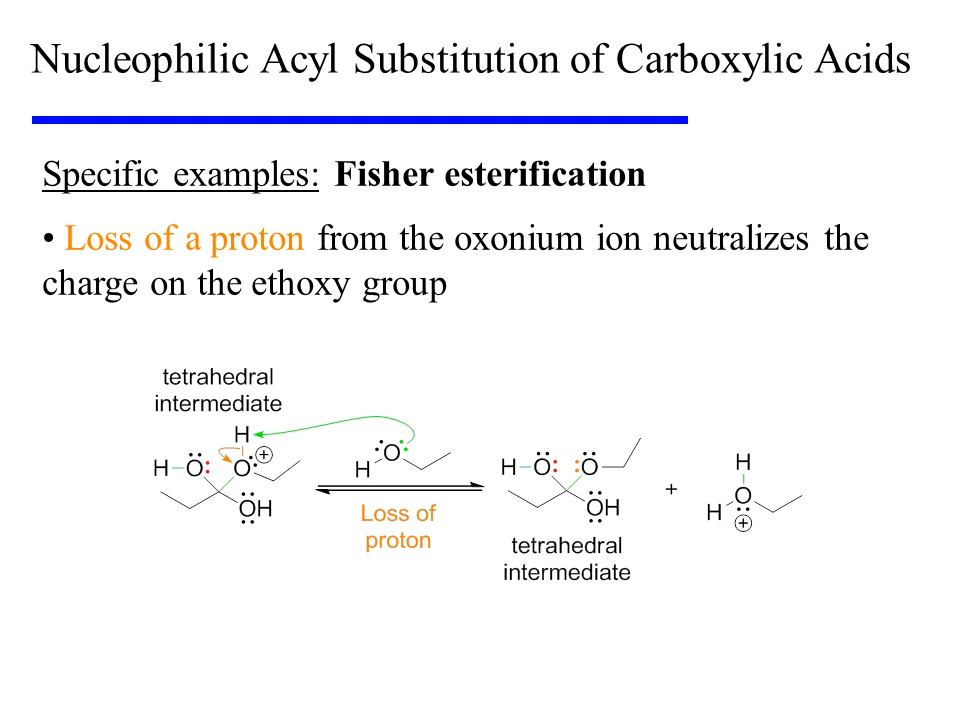 Nucleophilic Acyl Substitution of Carboxylic Acids
Specific examples: Fisher esterification
• Loss of a proton from the oxonium ion neutralizes the
charge on the ethoxy group
tetrahedral
intermediate
H
H O O +
OH
H O
Loss of
proton
H O O
OH
tetrahedral
intermediate
+
H
O
H
+